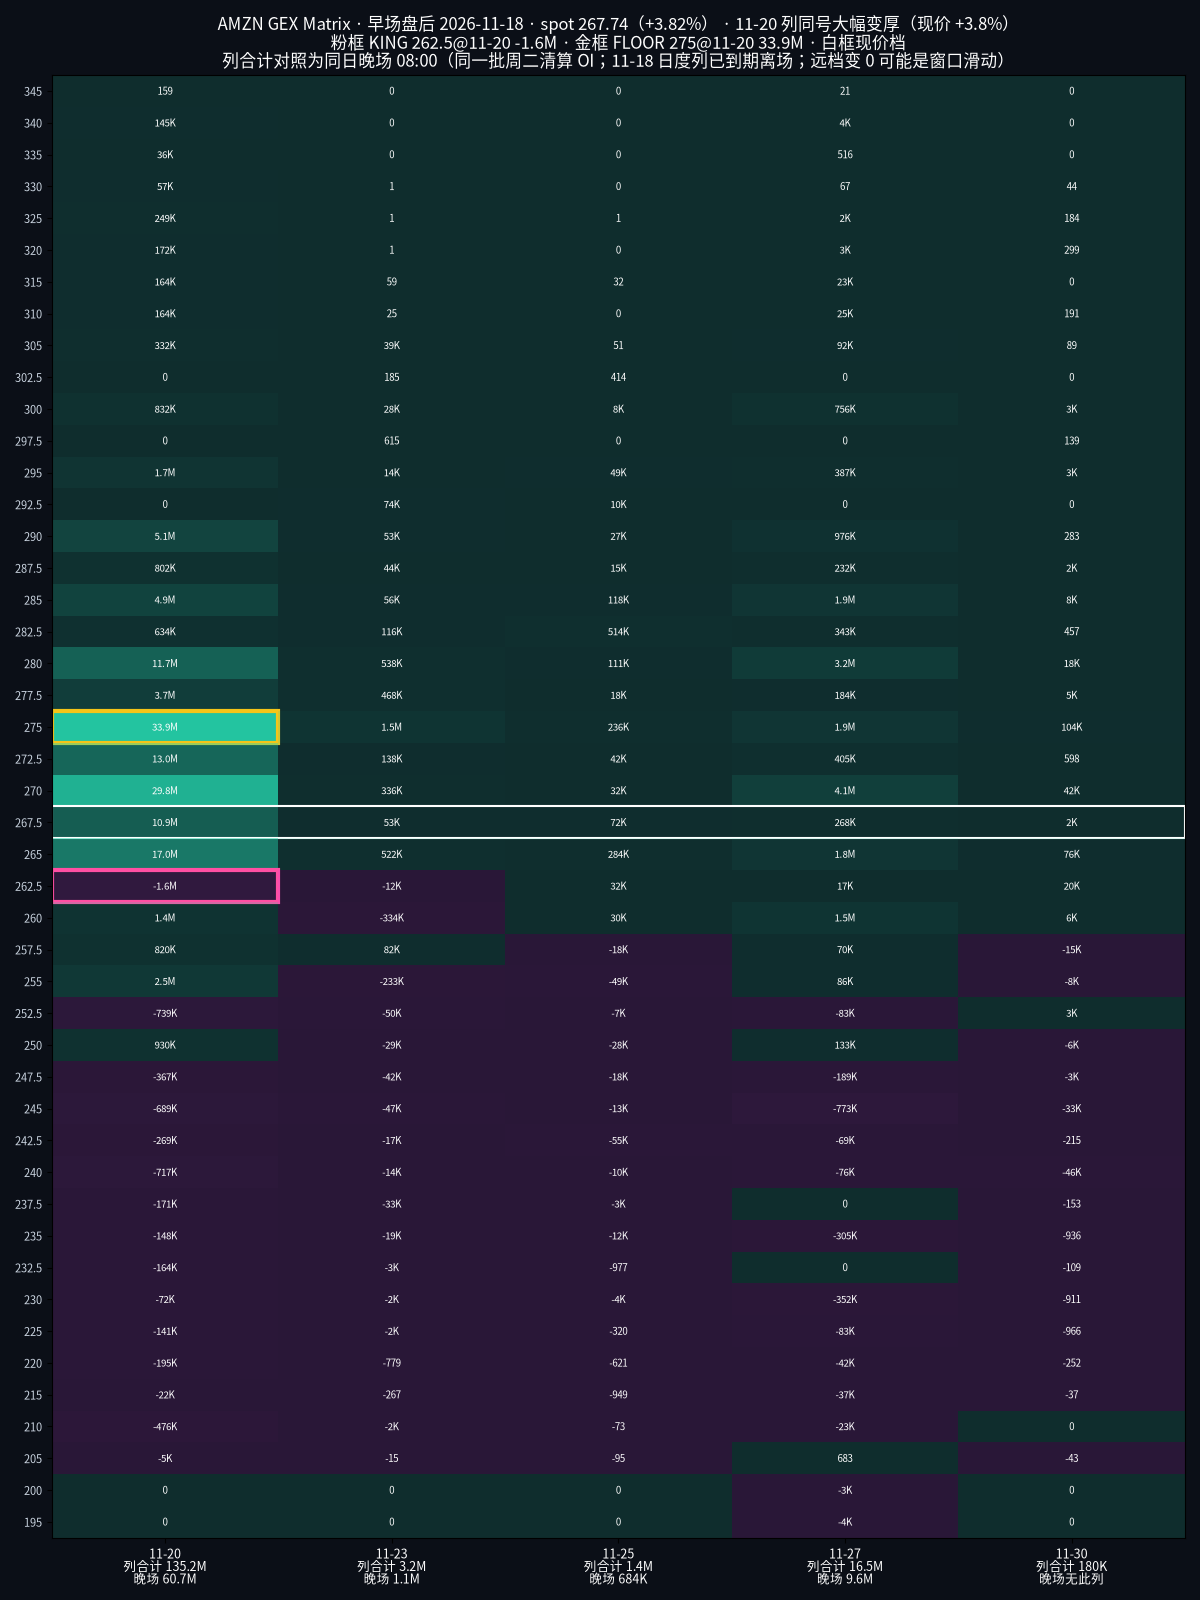 AMZN GEX Matrix · 早场盘后 2026-11-18 · spot 267.74（+3.82%） · 11-20 列同号大幅变厚（现价 +3.8%）
粉框 KING 262.5@11-20 -1.6M · 金框 FLOOR 275@11-20 33.9M · 白框现价档
列合计对照为同日晚场 08:00（同一批周二清算 OI；11-18 日度列已到期离场；远档变 0 可能是窗口滑动）
345 159 0 0 21 0
340 145K 0 0 4K 0
335 36K 0 0 516 0
330 57K 1 0 67 44
325 249K 1 1 2K 184
320 172K 1 0 3K 299
315 164K 59 32 23K 0
310 164K 25 0 25K 191
305 332K 39K 51 92K 89
302.5 0 185 414 0 0
300 832K 28K 8K 756K 3K
297.5 0 615 0 0 139
295 1.7M 14K 49K 387K 3K
292.5 0 74K 10K 0 0
290 5.1M 53K 27K 976K 283
287.5 802K 44K 15K 232K 2K
285 4.9M 56K 118K 1.9M 8K
282.5 634K 116K 514K 343K 457
280 11.7M 538K 111K 3.2M 18K
277.5 3.7M 468K 18K 184K 5K
275 33.9M 1.5M 236K 1.9M 104K
272.5 13.0M 138K 42K 405K 598
270 29.8M 336K 32K 4.1M 42K
267.5 10.9M 53K 72K 268K 2K
265 17.0M 522K 284K 1.8M 76K
262.5 -1.6M -12K 32K 17K 20K
260 1.4M -334K 30K 1.5M 6K
257.5 820K 82K -18K 70K -15K
255 2.5M -233K -49K 86K -8K
252.5 -739K -50K -7K -83K 3K
250 930K -29K -28K 133K -6K
247.5 -367K -42K -18K -189K -3K
245 -689K -47K -13K -773K -33K
242.5 -269K -17K -55K -69K -215
240 -717K -14K -10K -76K -46K
237.5 -171K -33K -3K 0 -153
235 -148K -19K -12K -305K -936
232.5 -164K -3K -977 0 -109
230 -72K -2K -4K -352K -911
225 -141K -2K -320 -83K -966
220 -195K -779 -621 -42K -252
215 -22K -267 -949 -37K -37
210 -476K -2K -73 -23K 0
205 -5K -15 -95 683 -43
200 0 0 0 -3K 0
195 0 0 0 -4K 0
11-20 11-23 11-25 11-27 11-30
列合计 135.2M 列合计 3.2M 列合计 1.4M 列合计 16.5M 列合计 180K
晚场 60.7M 晚场 1.1M 晚场 684K 晚场 9.6M 晚场无此列